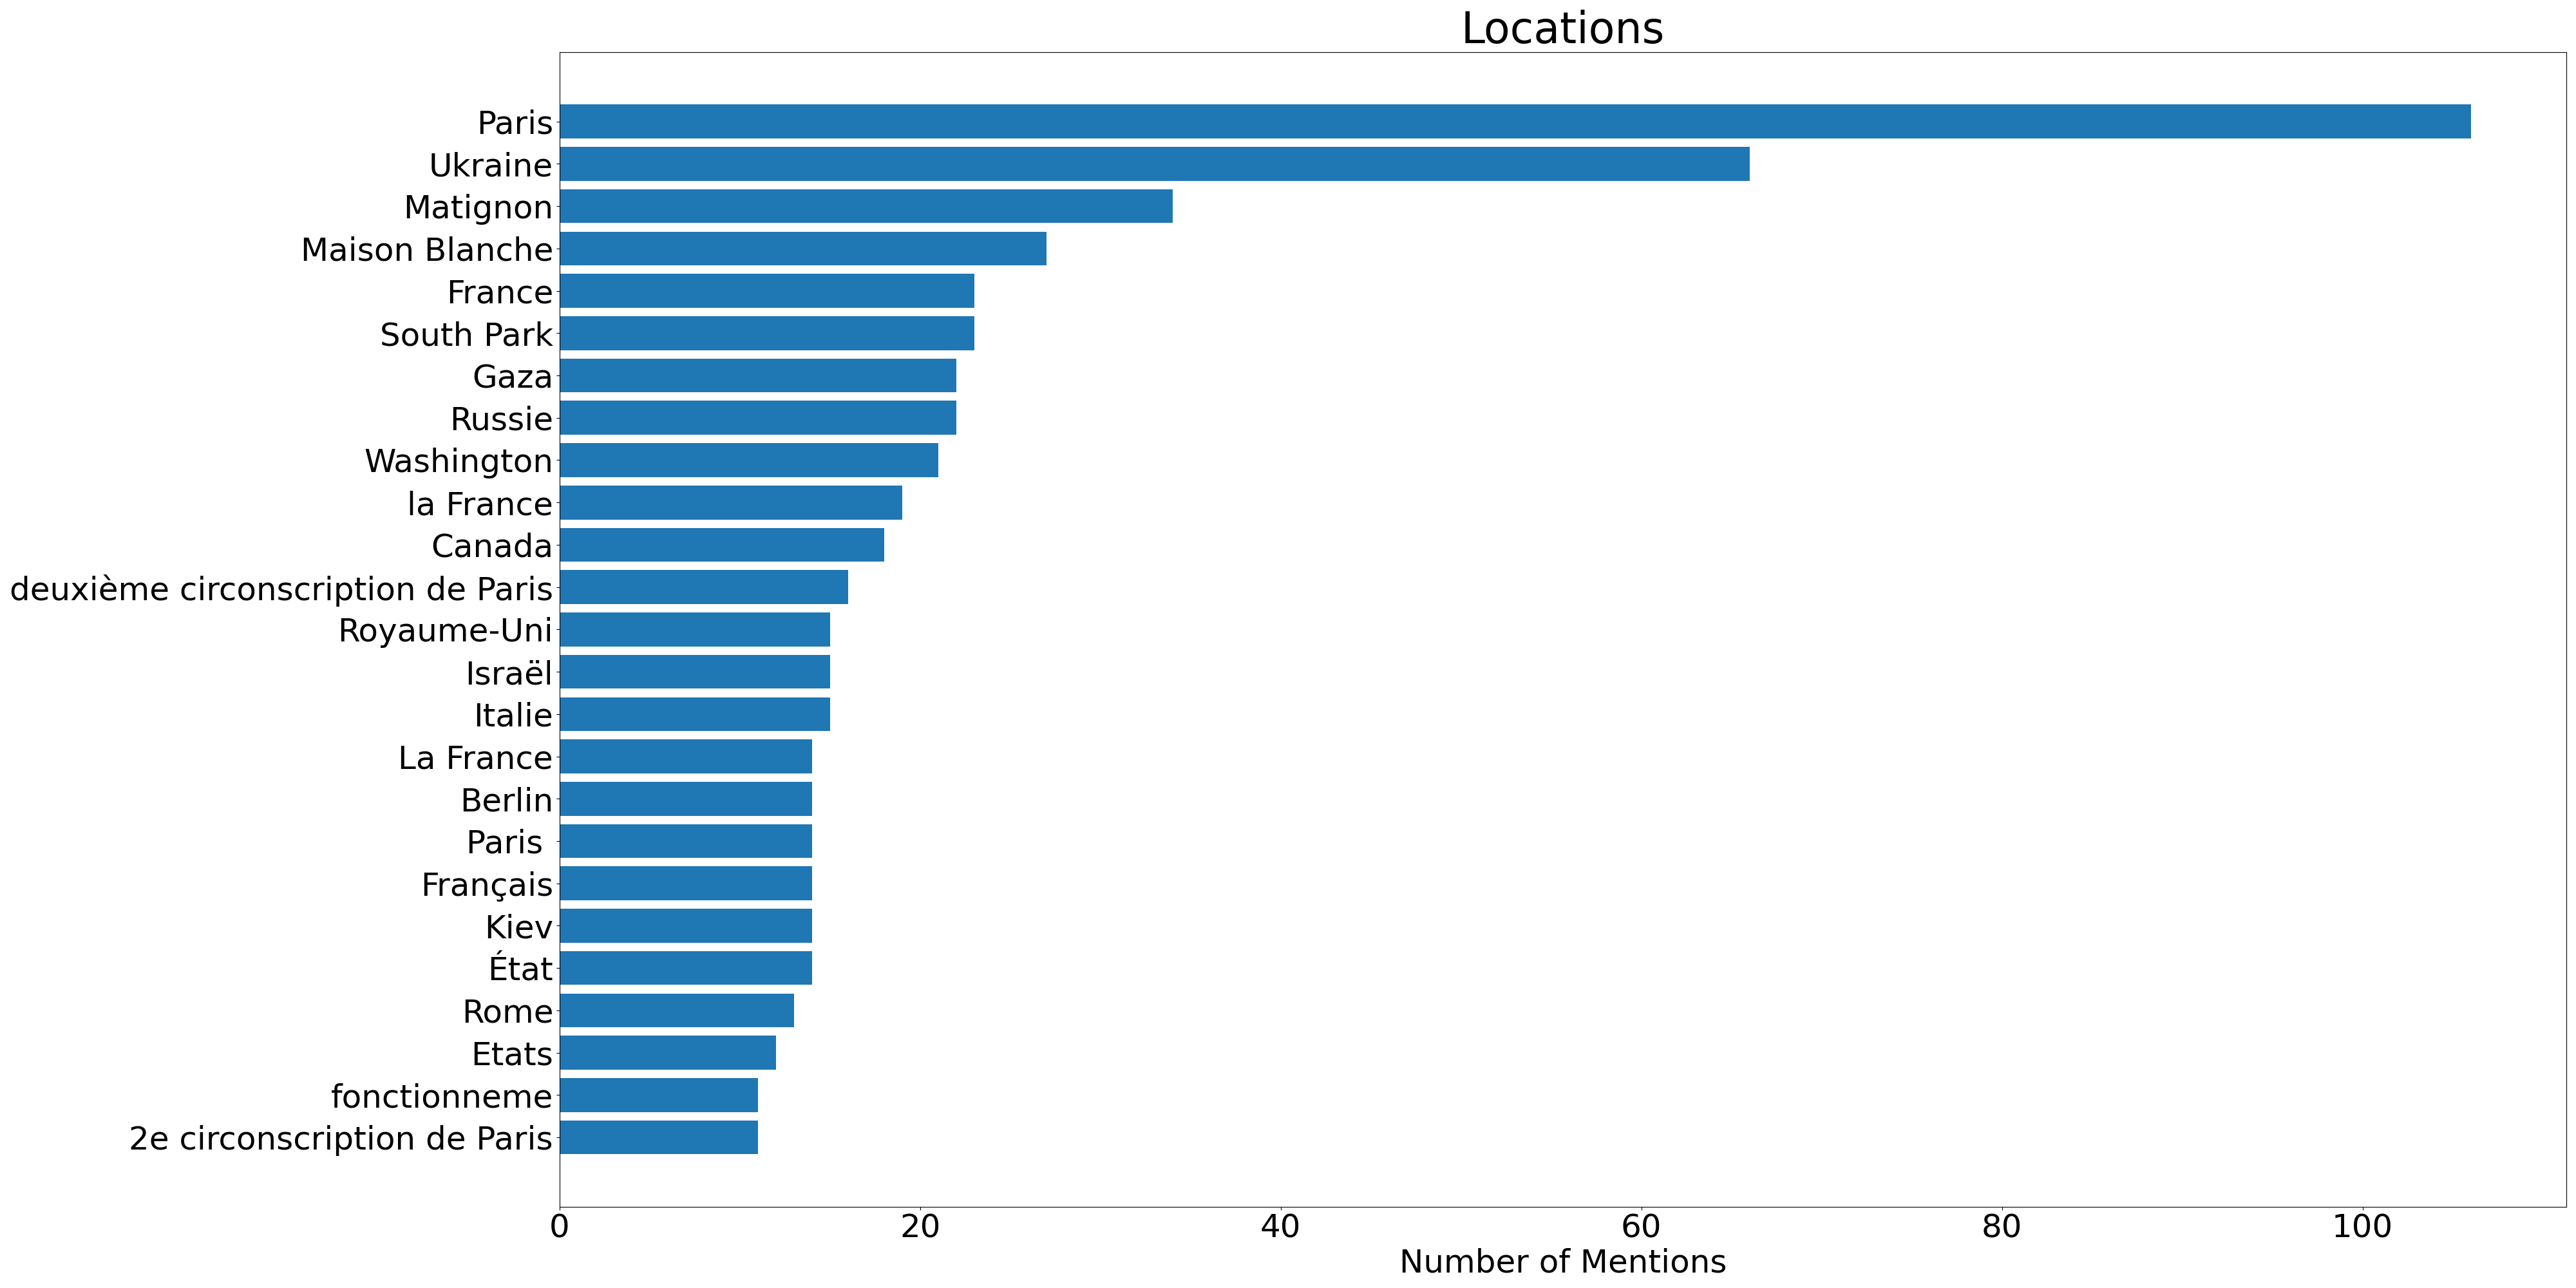 Locations
Paris
Ukraine
Matignon
Maison Blanche
France
South Park
Gaza
Russie
Washington
la France
Canada
deuxième circonscription de Paris
Royaume-Uni
Israël
Italie
La France
Berlin
Paris
Français
Kiev
État
Rome
Etats
fonctionneme
2e circonscription de Paris
0 20 40 60 80 100
Number of Mentions